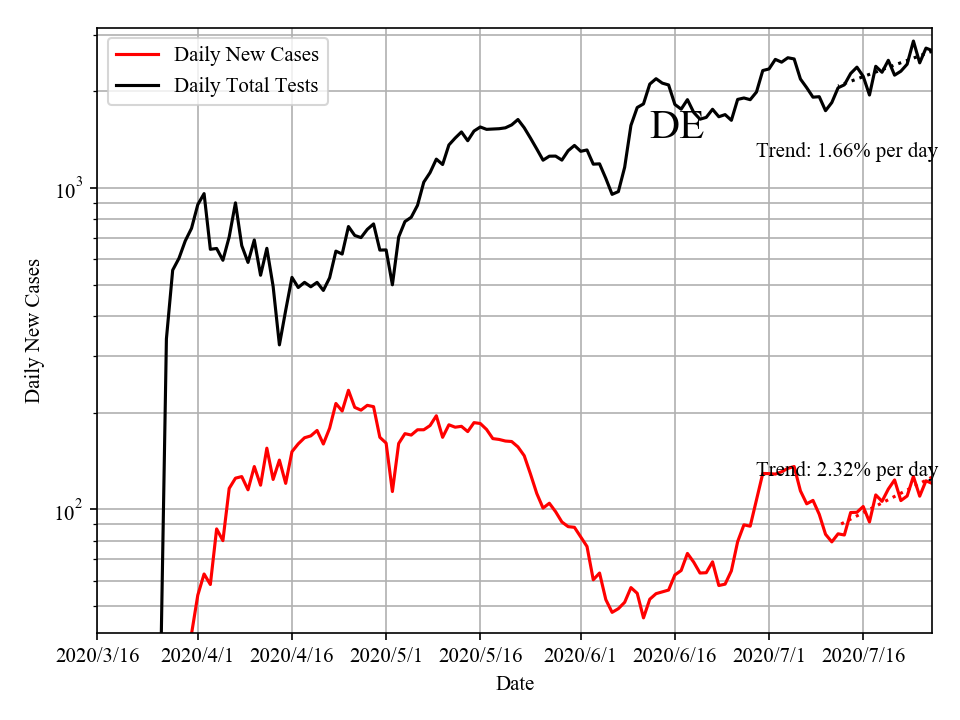 Daily New Cases
Daily Total Tests
DE
Trend: 1.66% per day
10³
Daily New Cases
Trend: 2.32% per day
10²
2020/3/16 2020/4/1 2020/4/16 2020/5/1 2020/5/16 2020/6/1 2020/6/16 2020/7/1 2020/7/16
Date